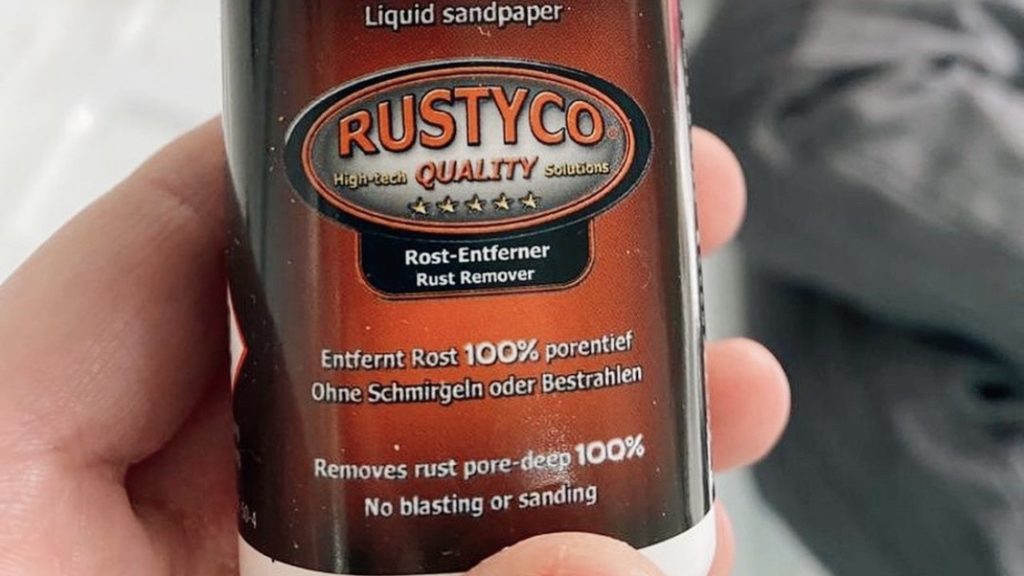 Liquid sandpaper
RUSTYCO®
High-tech QUALITY Solutions
Rost-Entferner
Rust Remover
Entfernt Rost 100% porentief
Ohne Schmirgeln oder Bestrahlen
Removes rust pore-deep 100%
No blasting or sanding